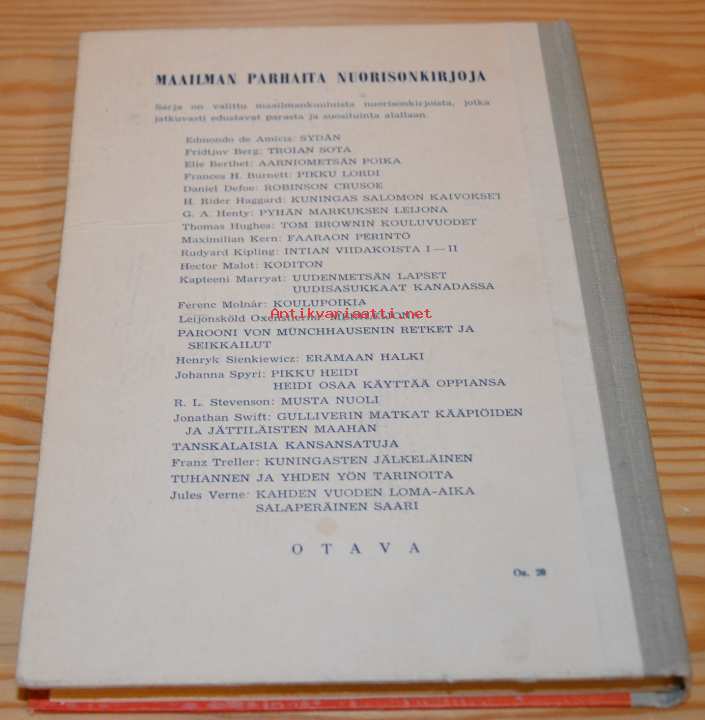 MAAILMAN PARHAITA NUORISONKIRJOJA
Sarja on valittu maailmankuuluista nuorisonkirjoista, jotka
jatkuvasti edustavat parasta ja suosituinta alallaan.
Edmondo de Amicis: SYDÄN
Fridtjuv Berg: TROIAN SOTA
Elie Berthet: AARNIOMETSÄN POIKA
Frances H. Burnett: PIKKU LORDI
Daniel Defoe: ROBINSON CRUSOE
H. Rider Haggard: KUNINGAS SALOMON KAIVOKSET
G. A. Henty: PYHÄN MARKUKSEN LEIJONA
Thomas Hughes: TOM BROWNIN KOULUVUODET
Maximilian Kern: FAARAON PERINTÖ
Rudyard Kipling: INTIAN VIIDAKOISTA I—II
Hector Malot: KODITON
Kapteeni Marryat: UUDENMETSÄN LAPSET
UUDISASUKKAAT KANADASSA
Ferenc Molnár: KOULUPOIKIA
Antikvariaatti.net
Leijonsköld Oxenstierna:
PAROONI VON MÜNCHHAUSENIN RETKET JA
SEIKKAILUT
Henryk Sienkiewicz: ERÄMAAN HALKI
Johanna Spyri: PIKKU HEIDI
HEIDI OSAA KÄYTTÄÄ OPPIANSA
R. L. Stevenson: MUSTA NUOLI
Jonathan Swift: GULLIVERIN MATKAT KÄÄPIÖIDEN
JA JÄTTILÄISTEN MAAHAN
TANSKALAISIA KANSANSATUJA
Franz Treller: KUNINGASTEN JÄLKELÄINEN
TUHANNEN JA YHDEN YÖN TARINOITA
Jules Verne: KAHDEN VUODEN LOMA-AIKA
SALAPERÄINEN SAARI
OTAVA
Os. 20